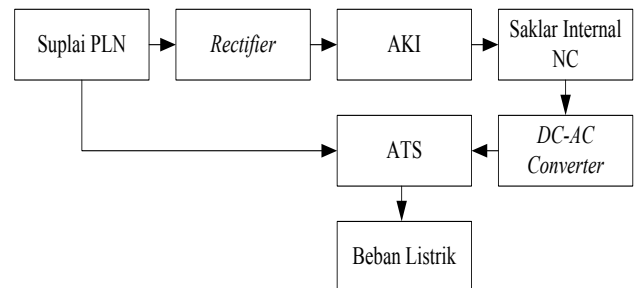 Suplai PLN
Rectifier
AKI
Saklar Internal
NC
ATS
DC-AC
Converter
Beban Listrik